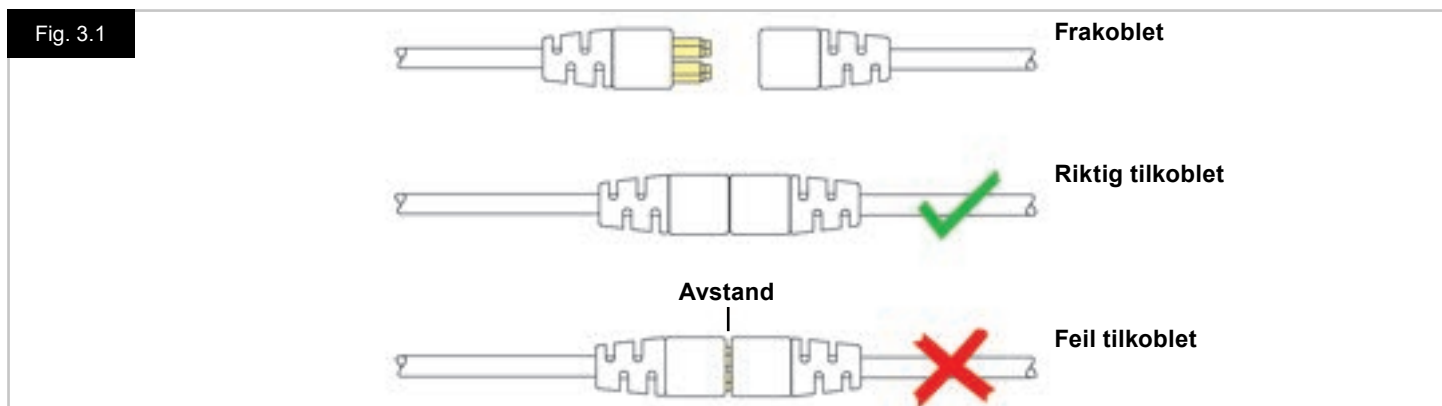 Fig. 3.1
Frakoblet
Riktig tilkoblet
Avstand
Feil tilkoblet